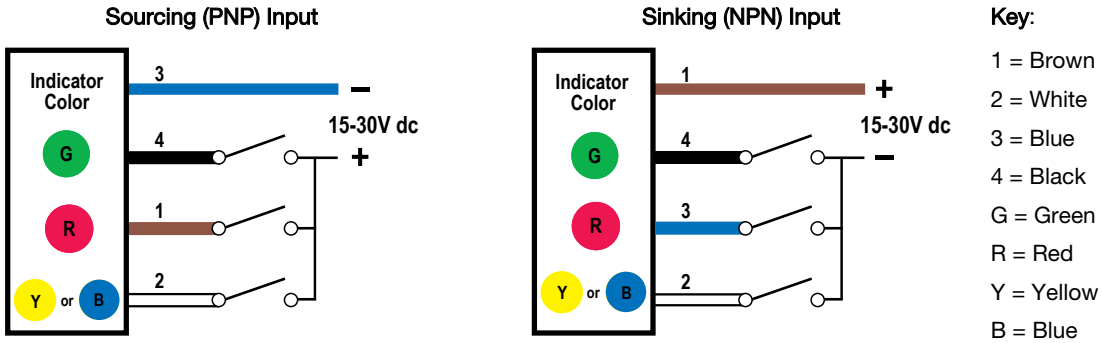 Sourcing (PNP) Input
Indicator
Color
3
–
15-30V dc
G
4
+
R
1
Y or B
2
Sinking (NPN) Input
Indicator
Color
1
+
15-30V dc
G
4
–
R
3
Y or B
2
Key:
1 = Brown
2 = White
3 = Blue
4 = Black
G = Green
R = Red
Y = Yellow
B = Blue